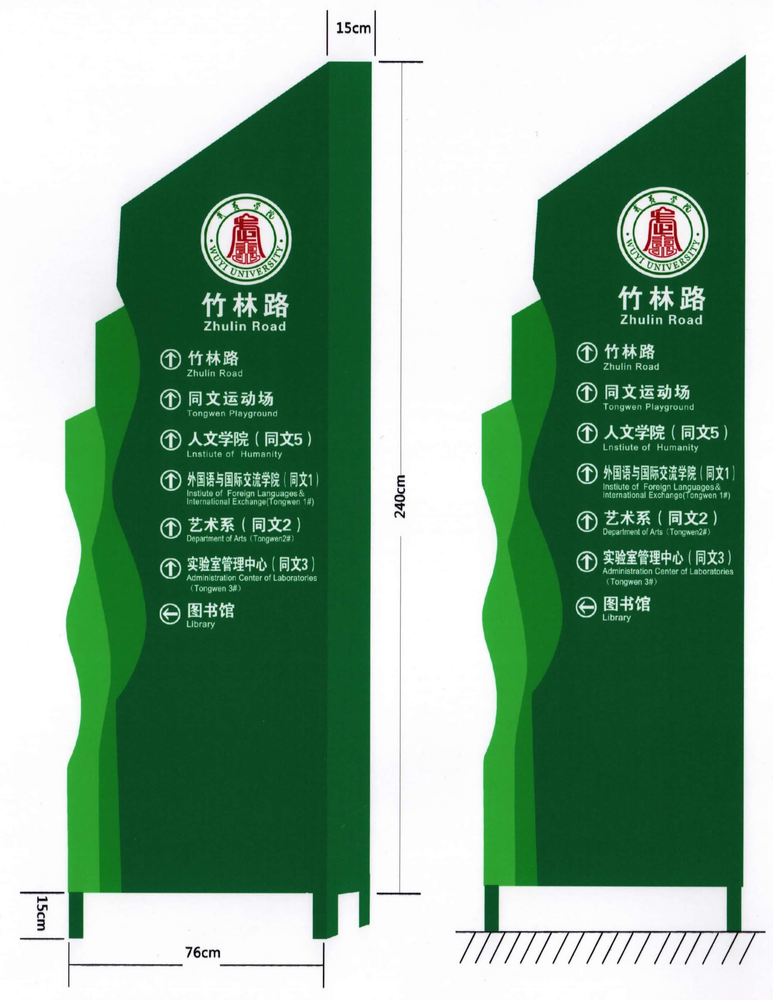 15cm
武夷学院
WUYI UNIVERSITY
竹林路
Zhulin Road
竹林路
Zhulin Road
同文运动场
Tongwen Playground
人文学院（同文5）
Lnstiute of Humanity
外国语与国际交流学院（同文1）
Instiute of Foreign Languages&
International Exchange(Tongwen 1#)
艺术系（同文2）
Department of Arts（Tongwen2#）
实验室管理中心（同文3）
Administration Center of Laboratories
（Tongwen 3#）
图书馆
Library
240cm
15cm
76cm
武夷学院
WUYI UNIVERSITY
竹林路
Zhulin Road
竹林路
Zhulin Road
同文运动场
Tongwen Playground
人文学院（同文5）
Lnstiute of Humanity
外国语与国际交流学院（同文1）
Instiute of Foreign Languages&
International Exchange(Tongwen 1#)
艺术系（同文2）
Department of Arts（Tongwen2#）
实验室管理中心（同文3）
Administration Center of Laboratories
（Tongwen 3#）
图书馆
Library